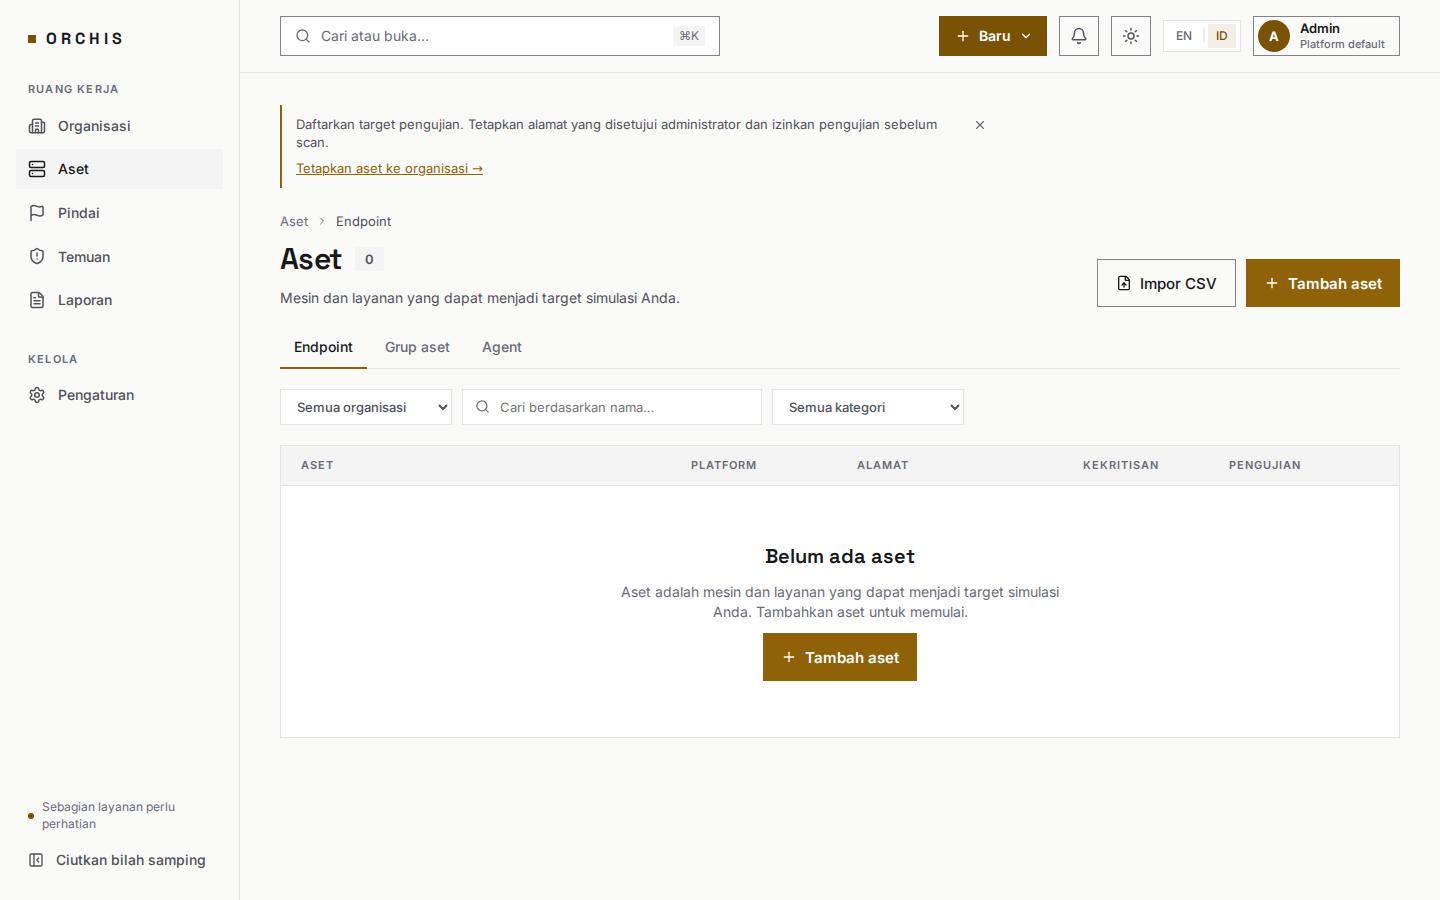 ORCHIS
RUANG KERJA
Organisasi
Aset
Pindai
Temuan
Laporan
KELOLA
Pengaturan
Sebagian layanan perlu
perhatian
Ciutkan bilah samping
Cari atau buka...
⌘K
Baru
EN
ID
A
Admin
Platform default
Daftarkan target pengujian. Tetapkan alamat yang disetujui administrator dan izinkan pengujian sebelum
scan.
Tetapkan aset ke organisasi →
Aset
Endpoint
Aset
0
Mesin dan layanan yang dapat menjadi target simulasi Anda.
Impor CSV
Tambah aset
Endpoint
Grup aset
Agent
Semua organisasi
Cari berdasarkan nama...
Semua kategori
ASET
PLATFORM
ALAMAT
KEKRITISAN
PENGUJIAN
Belum ada aset
Aset adalah mesin dan layanan yang dapat menjadi target simulasi
Anda. Tambahkan aset untuk memulai.
Tambah aset